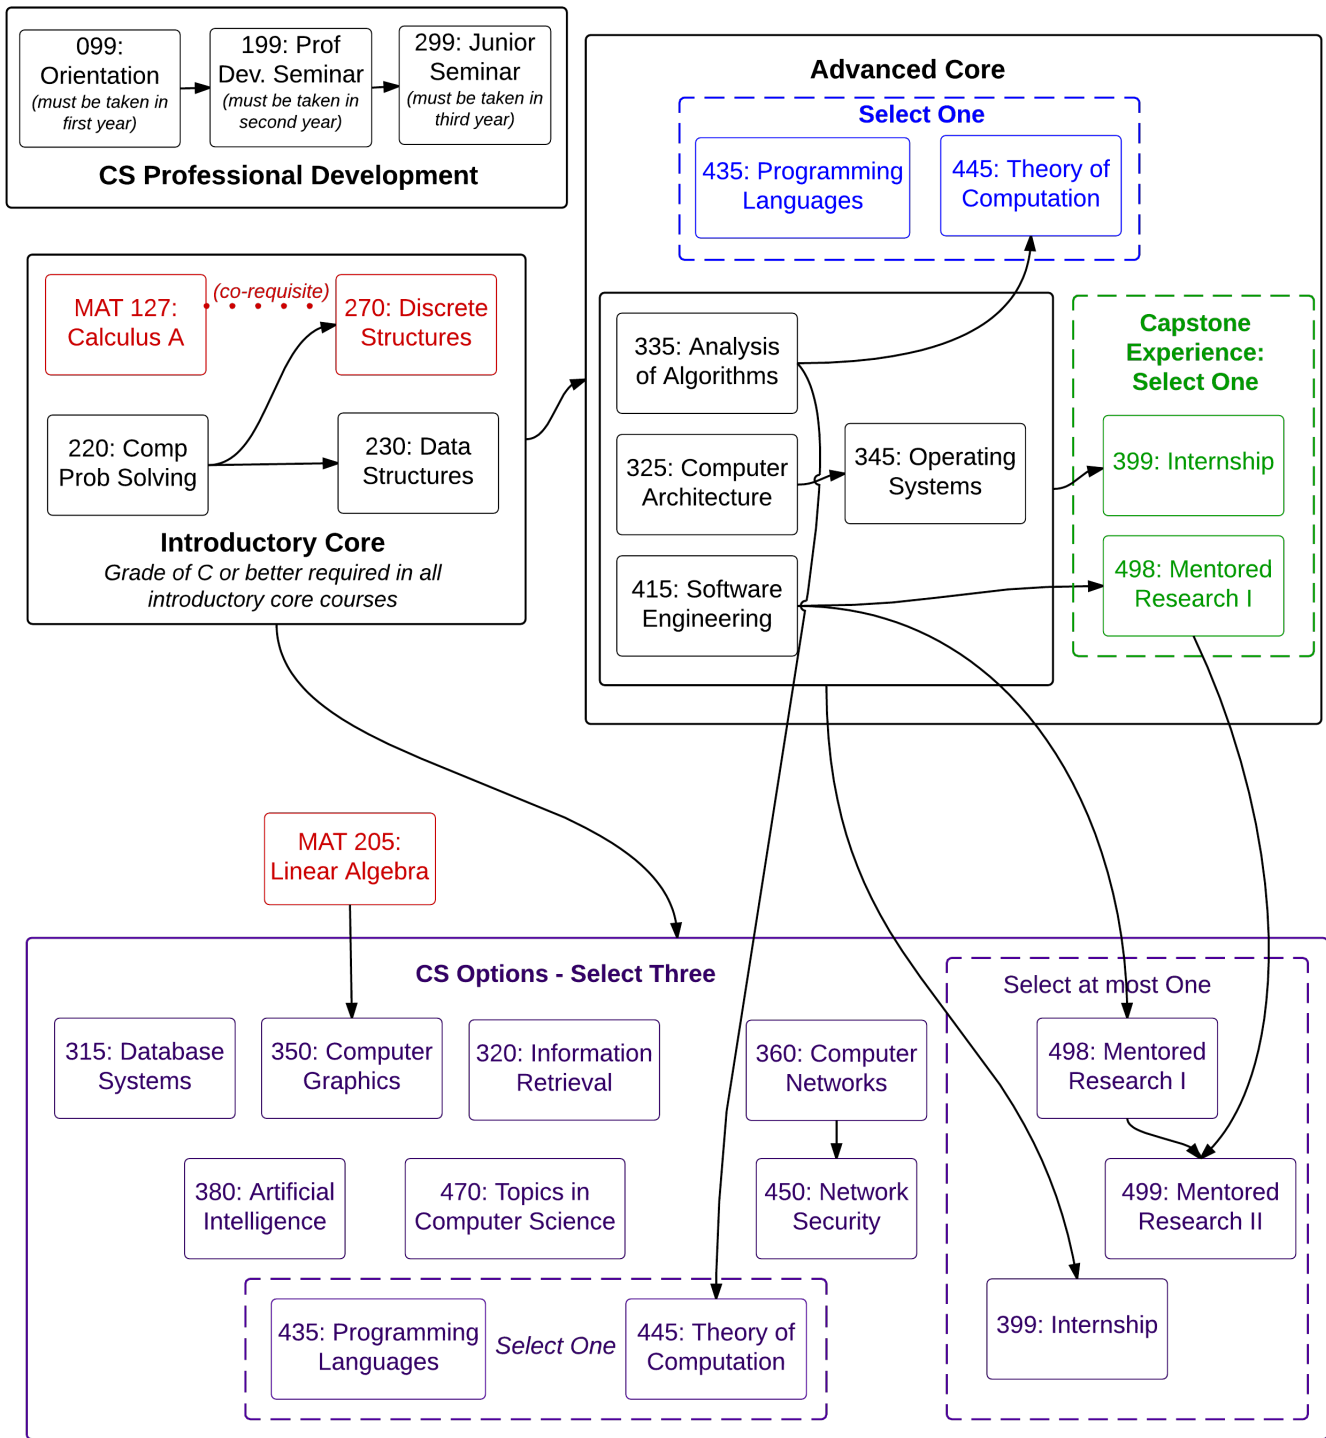 099:
Orientation
(must be taken in
first year)
199: Prof
Dev. Seminar
(must be taken in
second year)
299: Junior
Seminar
(must be taken in
third year)
CS Professional Development
MAT 127:
Calculus A
(co-requisite)
270: Discrete
Structures
220: Comp
Prob Solving
230: Data
Structures
Introductory Core
Grade of C or better required in all
introductory core courses
Advanced Core
Select One
435: Programming
Languages
445: Theory of
Computation
335: Analysis
of Algorithms
325: Computer
Architecture
415: Software
Engineering
345: Operating
Systems
Capstone
Experience:
Select One
399: Internship
498: Mentored
Research I
MAT 205:
Linear Algebra
CS Options - Select Three
315: Database
Systems
350: Computer
Graphics
320: Information
Retrieval
360: Computer
Networks
380: Artificial
Intelligence
470: Topics in
Computer Science
450: Network
Security
435: Programming
Languages
Select One
445: Theory of
Computation
Select at most One
498: Mentored
Research I
499: Mentored
Research II
399: Internship